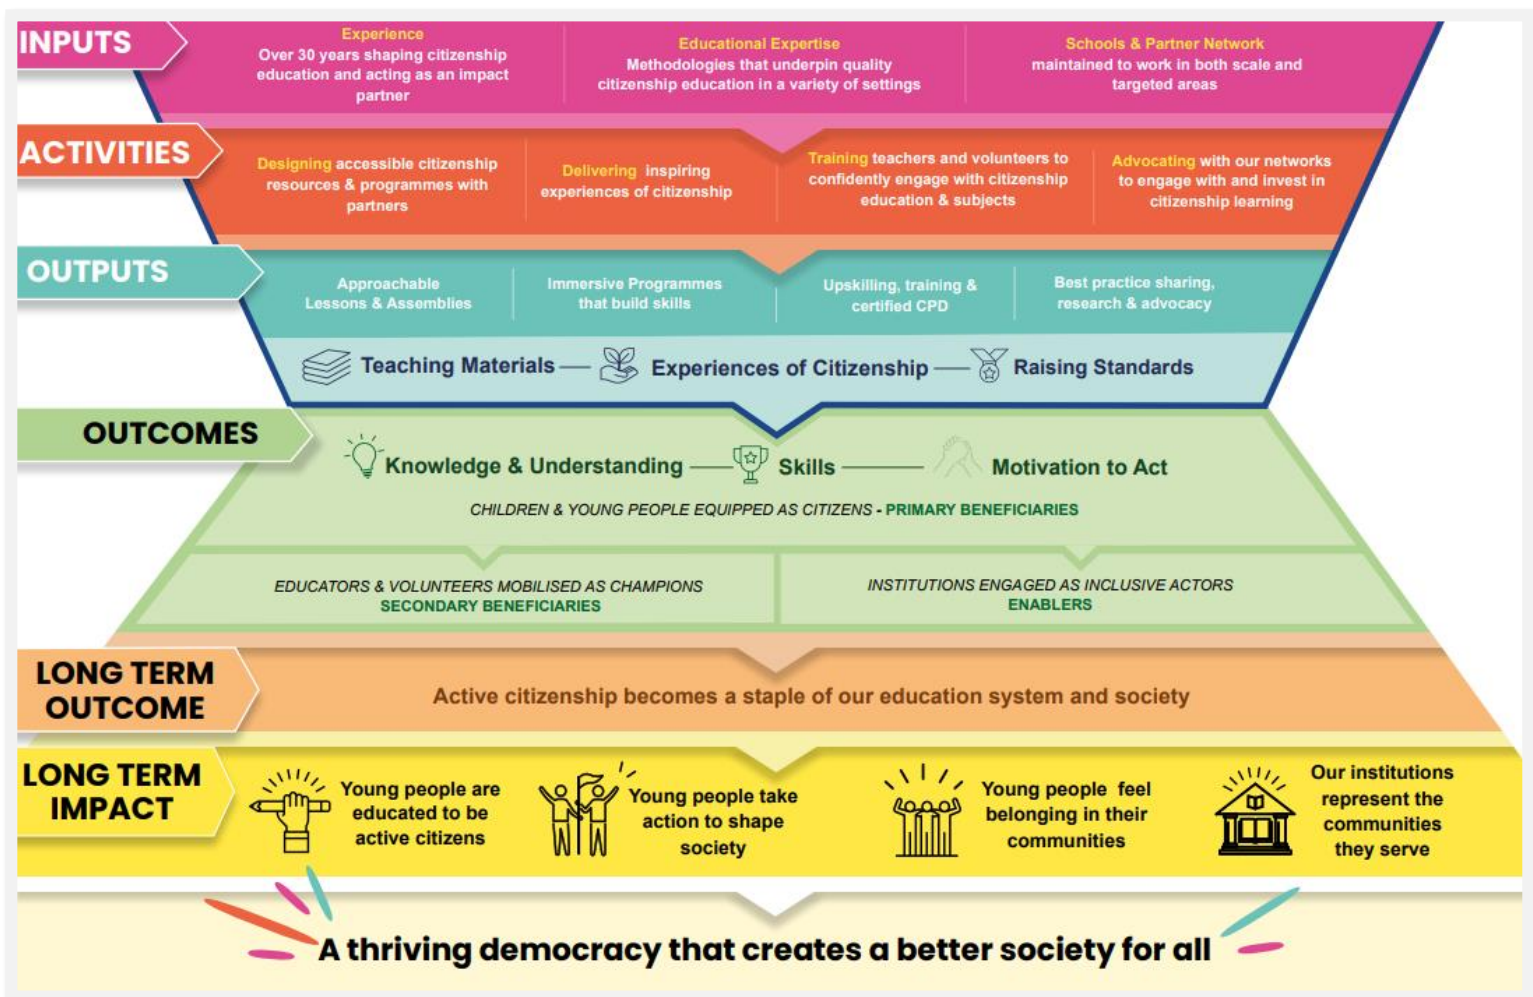 INPUTS
Experience
Over 30 years shaping citizenship
education and acting as an impact
partner
Educational Expertise
Methodologies that underpin quality
citizenship education in a variety of settings
Schools & Partner Network
maintained to work in both scale and
targeted areas
ACTIVITIES
Designing accessible citizenship
resources & programmes with
partners
Delivering inspiring
experiences of citizenship
Training teachers and volunteers to
confidently engage with citizenship
education & subjects
Advocating with our networks
to engage with and invest in
citizenship learning
OUTPUTS
Approachable
Lessons & Assemblies
Immersive Programmes
that build skills
Upskilling, training &
certified CPD
Best practice sharing,
research & advocacy
Teaching Materials
Experiences of Citizenship
Raising Standards
OUTCOMES
Knowledge & Understanding
Skills
Motivation to Act
CHILDREN & YOUNG PEOPLE EQUIPPED AS CITIZENS - PRIMARY BENEFICIARIES
EDUCATORS & VOLUNTEERS MOBILISED AS CHAMPIONS
SECONDARY BENEFICIARIES
INSTITUTIONS ENGAGED AS INCLUSIVE ACTORS
ENABLERS
LONG TERM
OUTCOME
Active citizenship becomes a staple of our education system and society
LONG TERM
IMPACT
Young people are
educated to be
active citizens
Young people take
action to shape
society
Young people feel
belonging in their
communities
Our institutions
represent the
communities
they serve
A thriving democracy that creates a better society for all